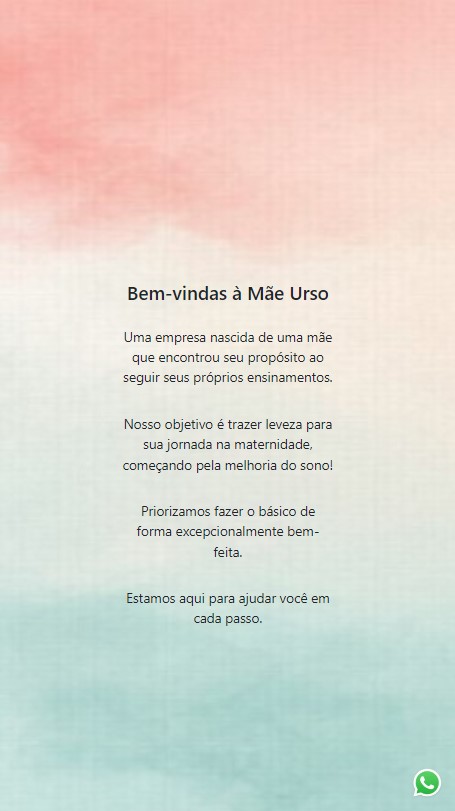 Bem-vindas à Mãe Urso
Uma empresa nascida de uma mãe
que encontrou seu propósito ao
seguir seus próprios ensinamentos.
Nosso objetivo é trazer leveza para
sua jornada na maternidade,
começando pela melhoria do sono!
Priorizamos fazer o básico de
forma excepcionalmente bem-
feita.
Estamos aqui para ajudar você em
cada passo.